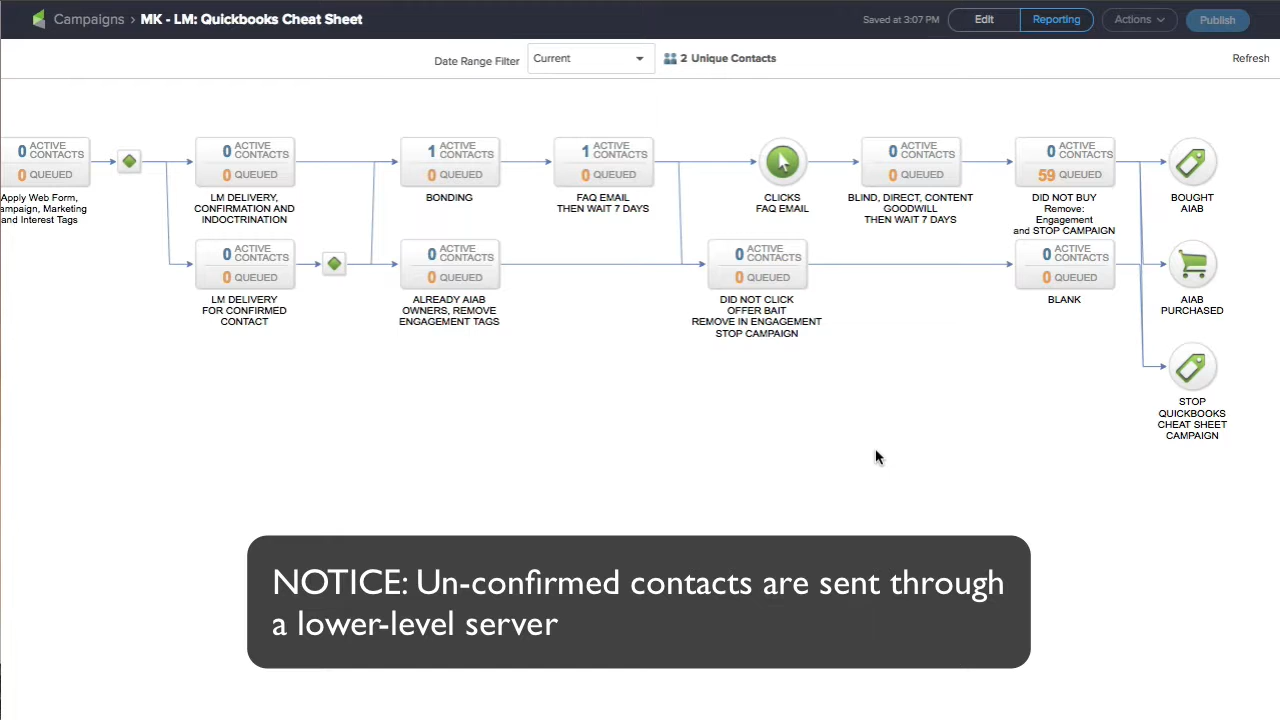 Campaigns › MK - LM: Quickbooks Cheat Sheet
Saved at 3:07 PM
Edit
Reporting
Actions
Publish
Date Range Filter
Current
2 Unique Contacts
Refresh
0 ACTIVE CONTACTS
0 QUEUED
Apply Web Form,
ampaign, Marketing
and Interest Tags
0 ACTIVE CONTACTS
0 QUEUED
LM DELIVERY,
CONFIRMATION AND
INDOCTRINATION
1 ACTIVE CONTACTS
0 QUEUED
BONDING
1 ACTIVE CONTACTS
0 QUEUED
FAQ EMAIL
THEN WAIT 7 DAYS
CLICKS
FAQ EMAIL
0 ACTIVE CONTACTS
0 QUEUED
BLIND, DIRECT, CONTENT
GOODWILL
THEN WAIT 7 DAYS
0 ACTIVE CONTACTS
59 QUEUED
DID NOT BUY
Remove:
Engagement
and STOP CAMPAIGN
BOUGHT
AIAB
0 ACTIVE CONTACTS
0 QUEUED
LM DELIVERY
FOR CONFIRMED
CONTACT
0 ACTIVE CONTACTS
0 QUEUED
ALREADY AIAB
OWNERS, REMOVE
ENGAGEMENT TAGS
0 ACTIVE CONTACTS
0 QUEUED
DID NOT CLICK
OFFER BAIT
REMOVE IN ENGAGEMENT
STOP CAMPAIGN
0 ACTIVE CONTACTS
0 QUEUED
BLANK
AIAB
PURCHASED
STOP
QUICKBOOKS
CHEAT SHEET
CAMPAIGN
NOTICE: Un-confirmed contacts are sent through
a lower-level server